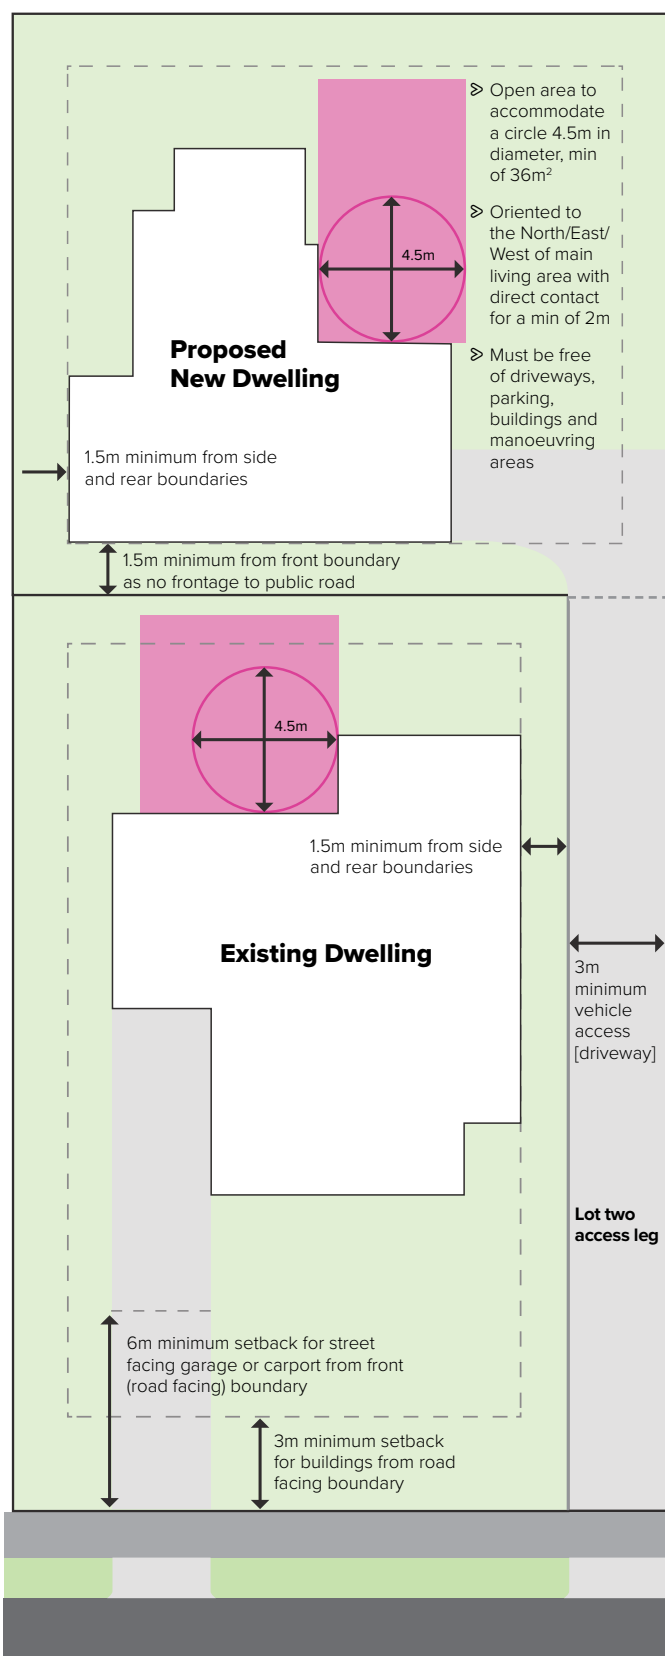 Open area to
accommodate
a circle 4.5m in
diameter, min
of 36m²
4.5m
Oriented to
the North/East/
West of main
living area with
direct contact
for a min of 2m
Proposed
New Dwelling
Must be free
of driveways,
parking,
buildings and
manoeuvring
areas
1.5m minimum from side
and rear boundaries
1.5m minimum from front boundary
as no frontage to public road
4.5m
1.5m minimum from side
and rear boundaries
Existing Dwelling
3m
minimum
vehicle
access
[driveway]
Lot two
access leg
6m minimum setback for street
facing garage or carport from front
(road facing) boundary
3m minimum setback
for buildings from road
facing boundary